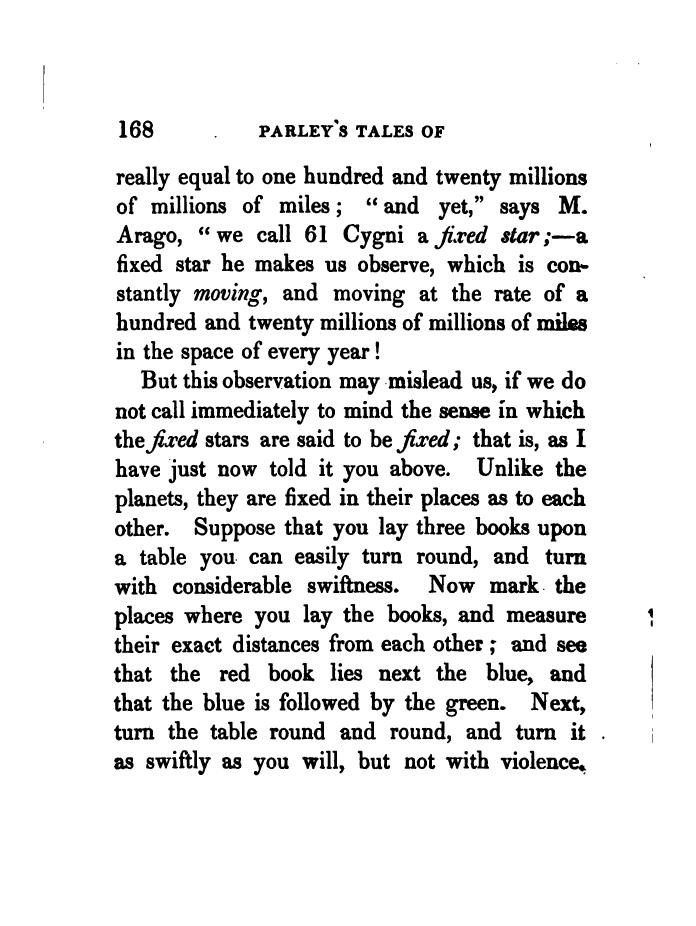 168 PARLEY'S TALES OF
really equal to one hundred and twenty millions
of millions of miles; "and yet," says M.
Arago, "we call 61 Cygni a fixed star;—a
fixed star he makes us observe, which is con-
stantly moving, and moving at the rate of a
hundred and twenty millions of millions of miles
in the space of every year!
But this observation may mislead us, if we do
not call immediately to mind the sense in which
the fixed stars are said to be fixed; that is, as I
have just now told it you above. Unlike the
planets, they are fixed in their places as to each
other. Suppose that you lay three books upon
a table you can easily turn round, and turn
with considerable swiftness. Now mark the
places where you lay the books, and measure
their exact distances from each other; and see
that the red book lies next the blue, and
that the blue is followed by the green. Next,
turn the table round and round, and turn it
as swiftly as you will, but not with violence.